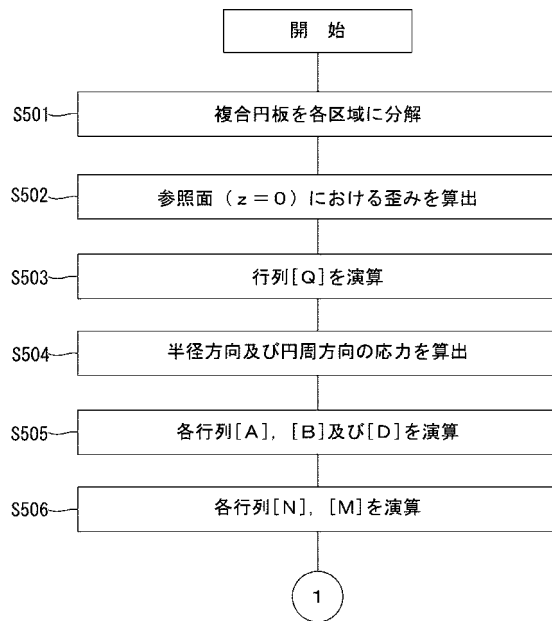 開　始
S501
複合円板を各区域に分解
S502
参照面（ｚ＝０）における歪みを算出
S503
行列[Ｑ]を演算
S504
半径方向及び円周方向の応力を算出
S505
各行列[Ａ]，[Ｂ]及び[Ｄ]を演算
S506
各行列[Ｎ]，[Ｍ]を演算
1